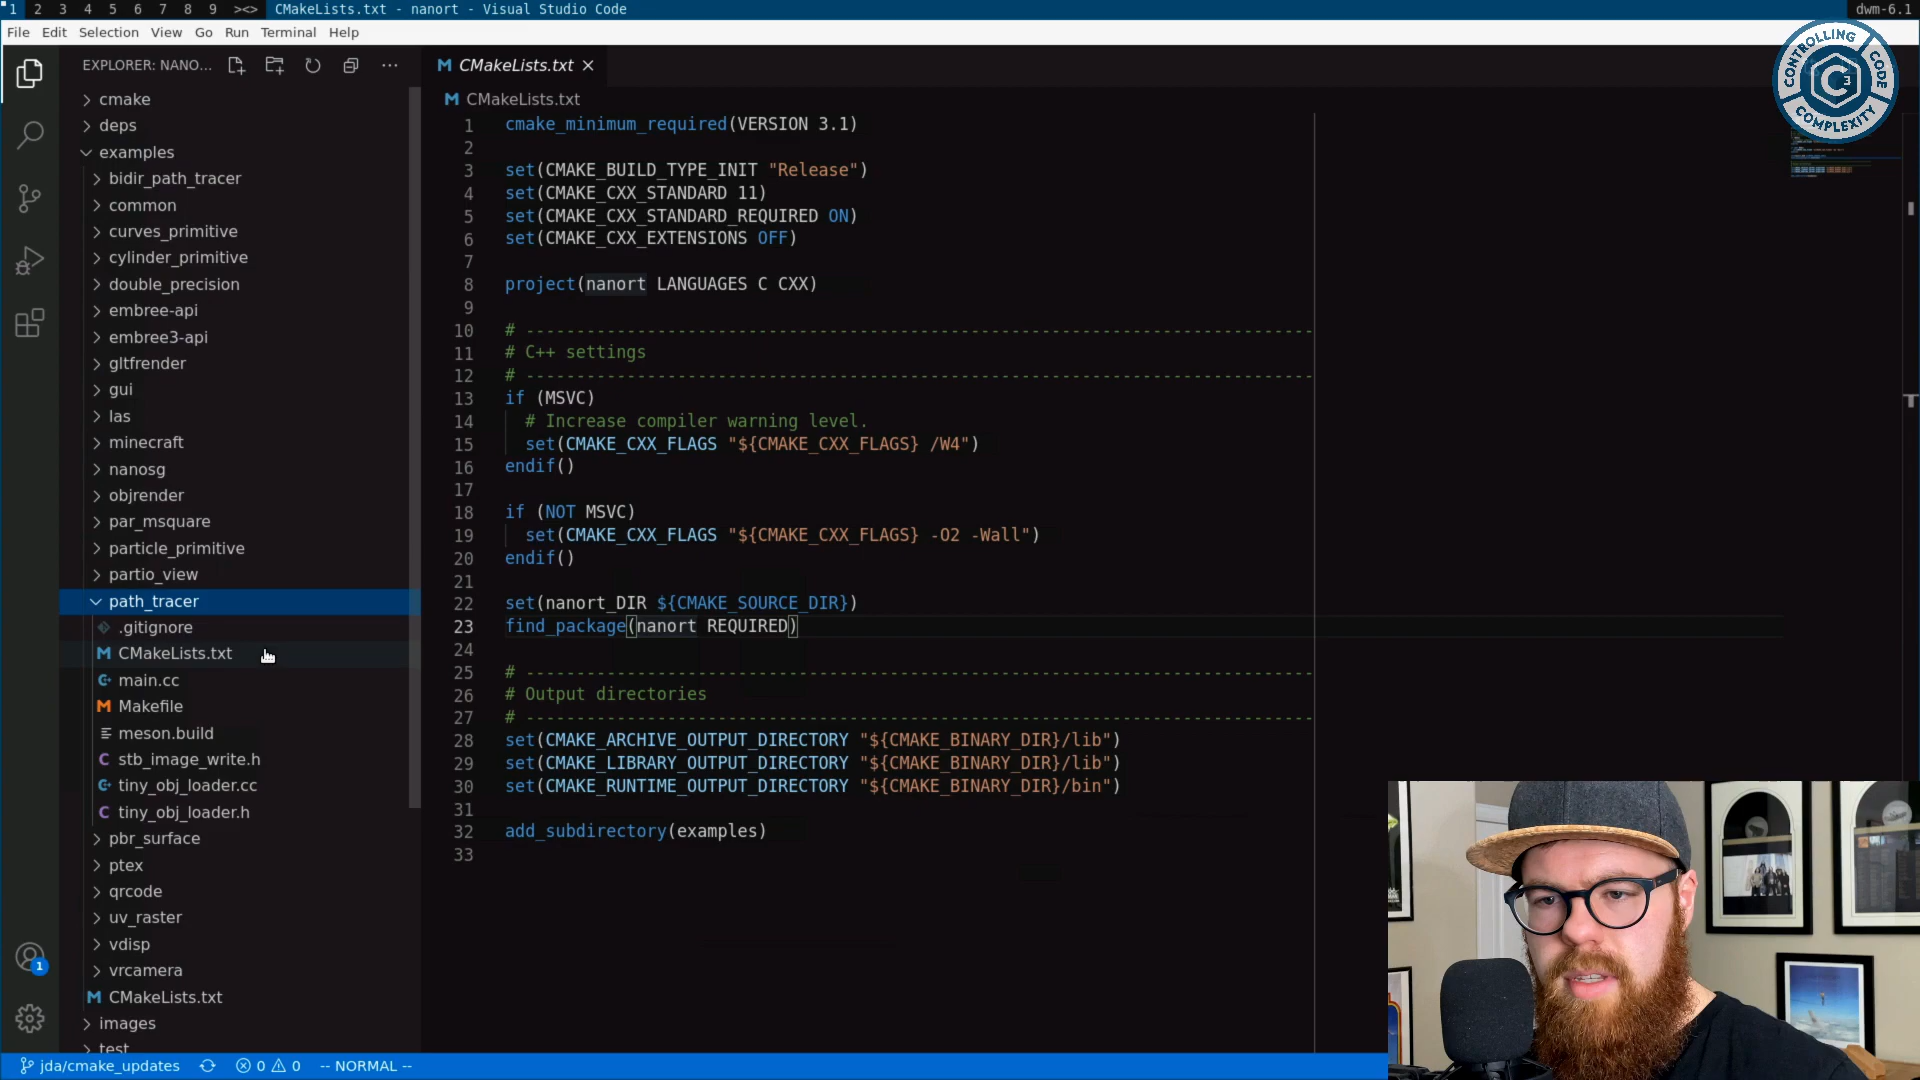 1 2 3 4 5 6 7 8 9 ><> CMakeLists.txt - nanort - Visual Studio Code dwm-6.1
File Edit Selection View Go Run Terminal Help
CONTROLLING CODE COMPLEXITY
C 3
EXPLORER: NANO...
cmake
deps
examples
bidir_path_tracer
common
curves_primitive
cylinder_primitive
double_precision
embree-api
embree3-api
gltfrender
gui
las
minecraft
nanosg
objrender
par_msquare
particle_primitive
partio_view
path_tracer
.gitignore
CMakeLists.txt
main.cc
Makefile
meson.build
stb_image_write.h
tiny_obj_loader.cc
tiny_obj_loader.h
pbr_surface
ptex
qrcode
uv_raster
vdisp
vrcamera
CMakeLists.txt
images
test
CMakeLists.txt
CMakeLists.txt
1 cmake_minimum_required(VERSION 3.1)
2
3 set(CMAKE_BUILD_TYPE_INIT "Release")
4 set(CMAKE_CXX_STANDARD 11)
5 set(CMAKE_CXX_STANDARD_REQUIRED ON)
6 set(CMAKE_CXX_EXTENSIONS OFF)
7
8 project(nanort LANGUAGES C CXX)
9
10 # ------------------------------------------------------------------------------
11 # C++ settings
12 # ------------------------------------------------------------------------------
13 if (MSVC)
14 # Increase compiler warning level.
15 set(CMAKE_CXX_FLAGS "${CMAKE_CXX_FLAGS} /W4")
16 endif()
17
18 if (NOT MSVC)
19 set(CMAKE_CXX_FLAGS "${CMAKE_CXX_FLAGS} -O2 -Wall")
20 endif()
21
22 set(nanort_DIR ${CMAKE_SOURCE_DIR})
23 find_package(nanort REQUIRED)
24
25 # ------------------------------------------------------------------------------
26 # Output directories
27 # ------------------------------------------------------------------------------
28 set(CMAKE_ARCHIVE_OUTPUT_DIRECTORY "${CMAKE_BINARY_DIR}/lib")
29 set(CMAKE_LIBRARY_OUTPUT_DIRECTORY "${CMAKE_BINARY_DIR}/lib")
30 set(CMAKE_RUNTIME_OUTPUT_DIRECTORY "${CMAKE_BINARY_DIR}/bin")
31
32 add_subdirectory(examples)
33
1
jda/cmake_updates 0 0 -- NORMAL --